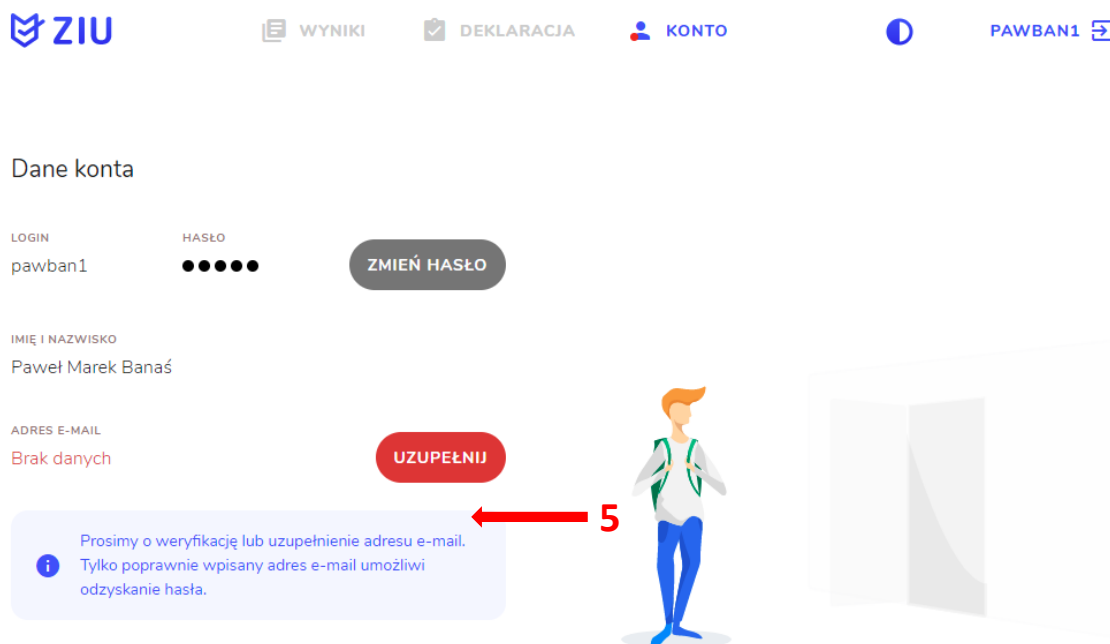 ZIU
WYNIKI
DEKLARACJA
KONTO
PAWBAN1
Dane konta
LOGIN
HASŁO
pawban1
ZMIEŃ HASŁO
IMIĘ I NAZWISKO
Paweł Marek Banaś
ADRES E-MAIL
Brak danych
UZUPEŁNIJ
5
Prosimy o weryfikację lub uzupełnienie adresu e-mail.
Tylko poprawnie wpisany adres e-mail umożliwi
odzyskanie hasła.